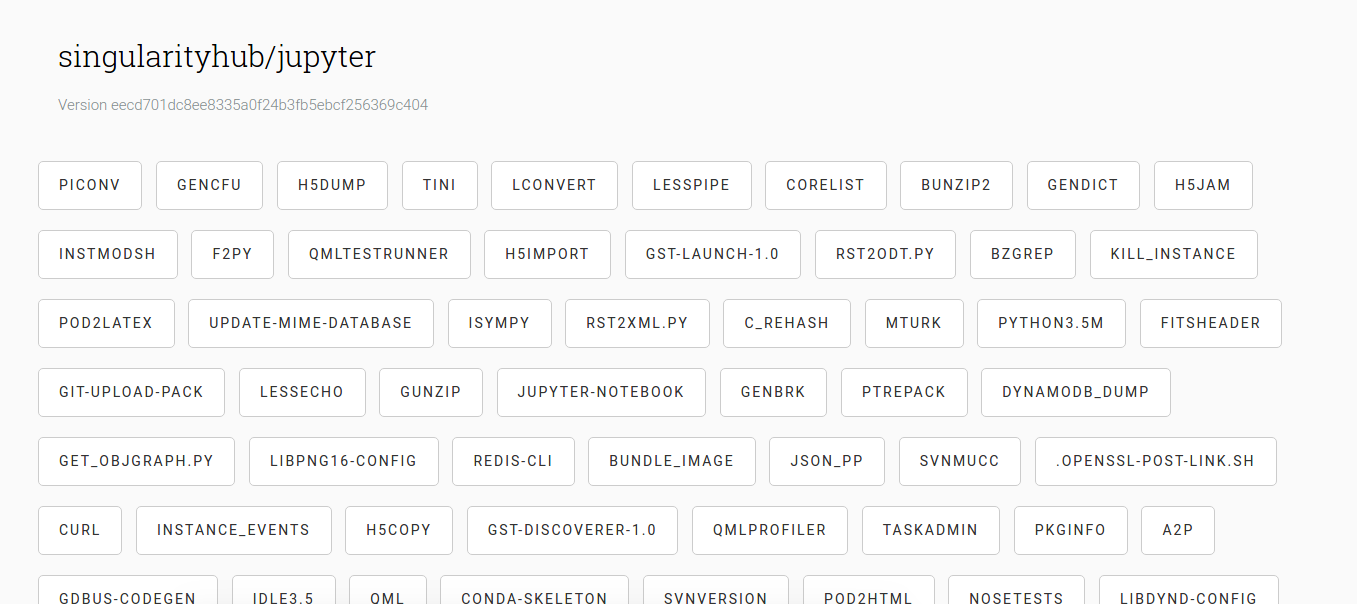 singularityhub/jupyter
Version eecd701dc8ee8335a0f24b3fb5ebcf256369c404
PICONV GENCFU H5DUMP TINI LCONVERT LESSPIPE CORELIST BUNZIP2 GENDICT H5JAM
INSTMODSH F2PY QMLTESTRUNNER H5IMPORT GST-LAUNCH-1.0 RST2ODT.PY BZGREP KILL_INSTANCE
POD2LATEX UPDATE-MIME-DATABASE ISYMPY RST2XML.PY C_REHASH MTURK PYTHON3.5M FITSHEADER
GIT-UPLOAD-PACK LESSECHO GUNZIP JUPYTER-NOTEBOOK GENBRK PTREPACK DYNAMODB_DUMP
GET_OBJGRAPH.PY LIBPNG16-CONFIG REDIS-CLI BUNDLE_IMAGE JSON_PP SVNMUCC .OPENSSL-POST-LINK.SH
CURL INSTANCE_EVENTS H5COPY GST-DISCOVERER-1.0 QMLPROFILER TASKADMIN PKGINFO A2P
GDBUS-CODEGEN IDLE3.5 QML CONDA-SKELETON SVNVERSION POD2HTML NOSETESTS LIBDYND-CONFIG